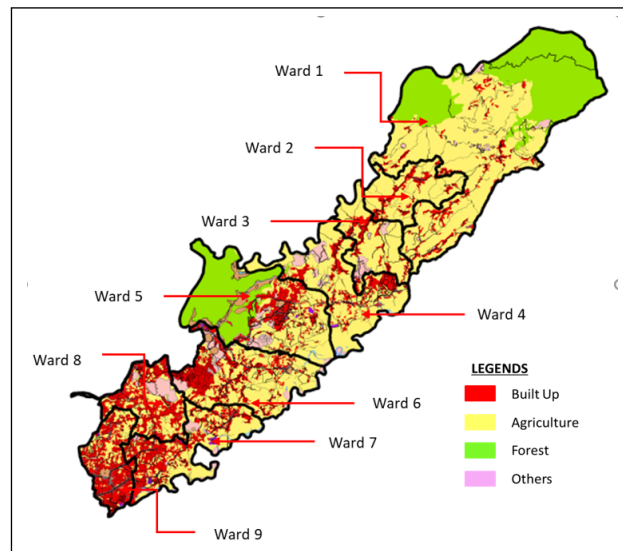 Ward 1
Ward 2
Ward 3
Ward 5
Ward 4
Ward 8
LEGENDS
Built Up
Ward 6
Agriculture
Ward 7
Forest
Others
Ward 9